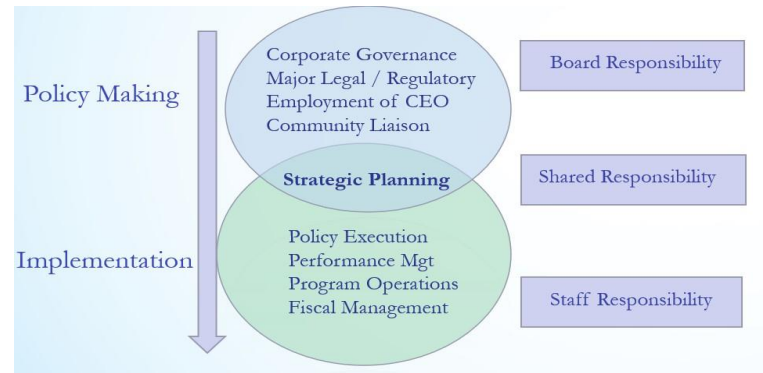 Policy Making
Implementation
Corporate Governance
Major Legal / Regulatory
Employment of CEO
Community Liaison
Strategic Planning
Policy Execution
Performance Mgt
Program Operations
Fiscal Management
Board Responsibility
Shared Responsibility
Staff Responsibility